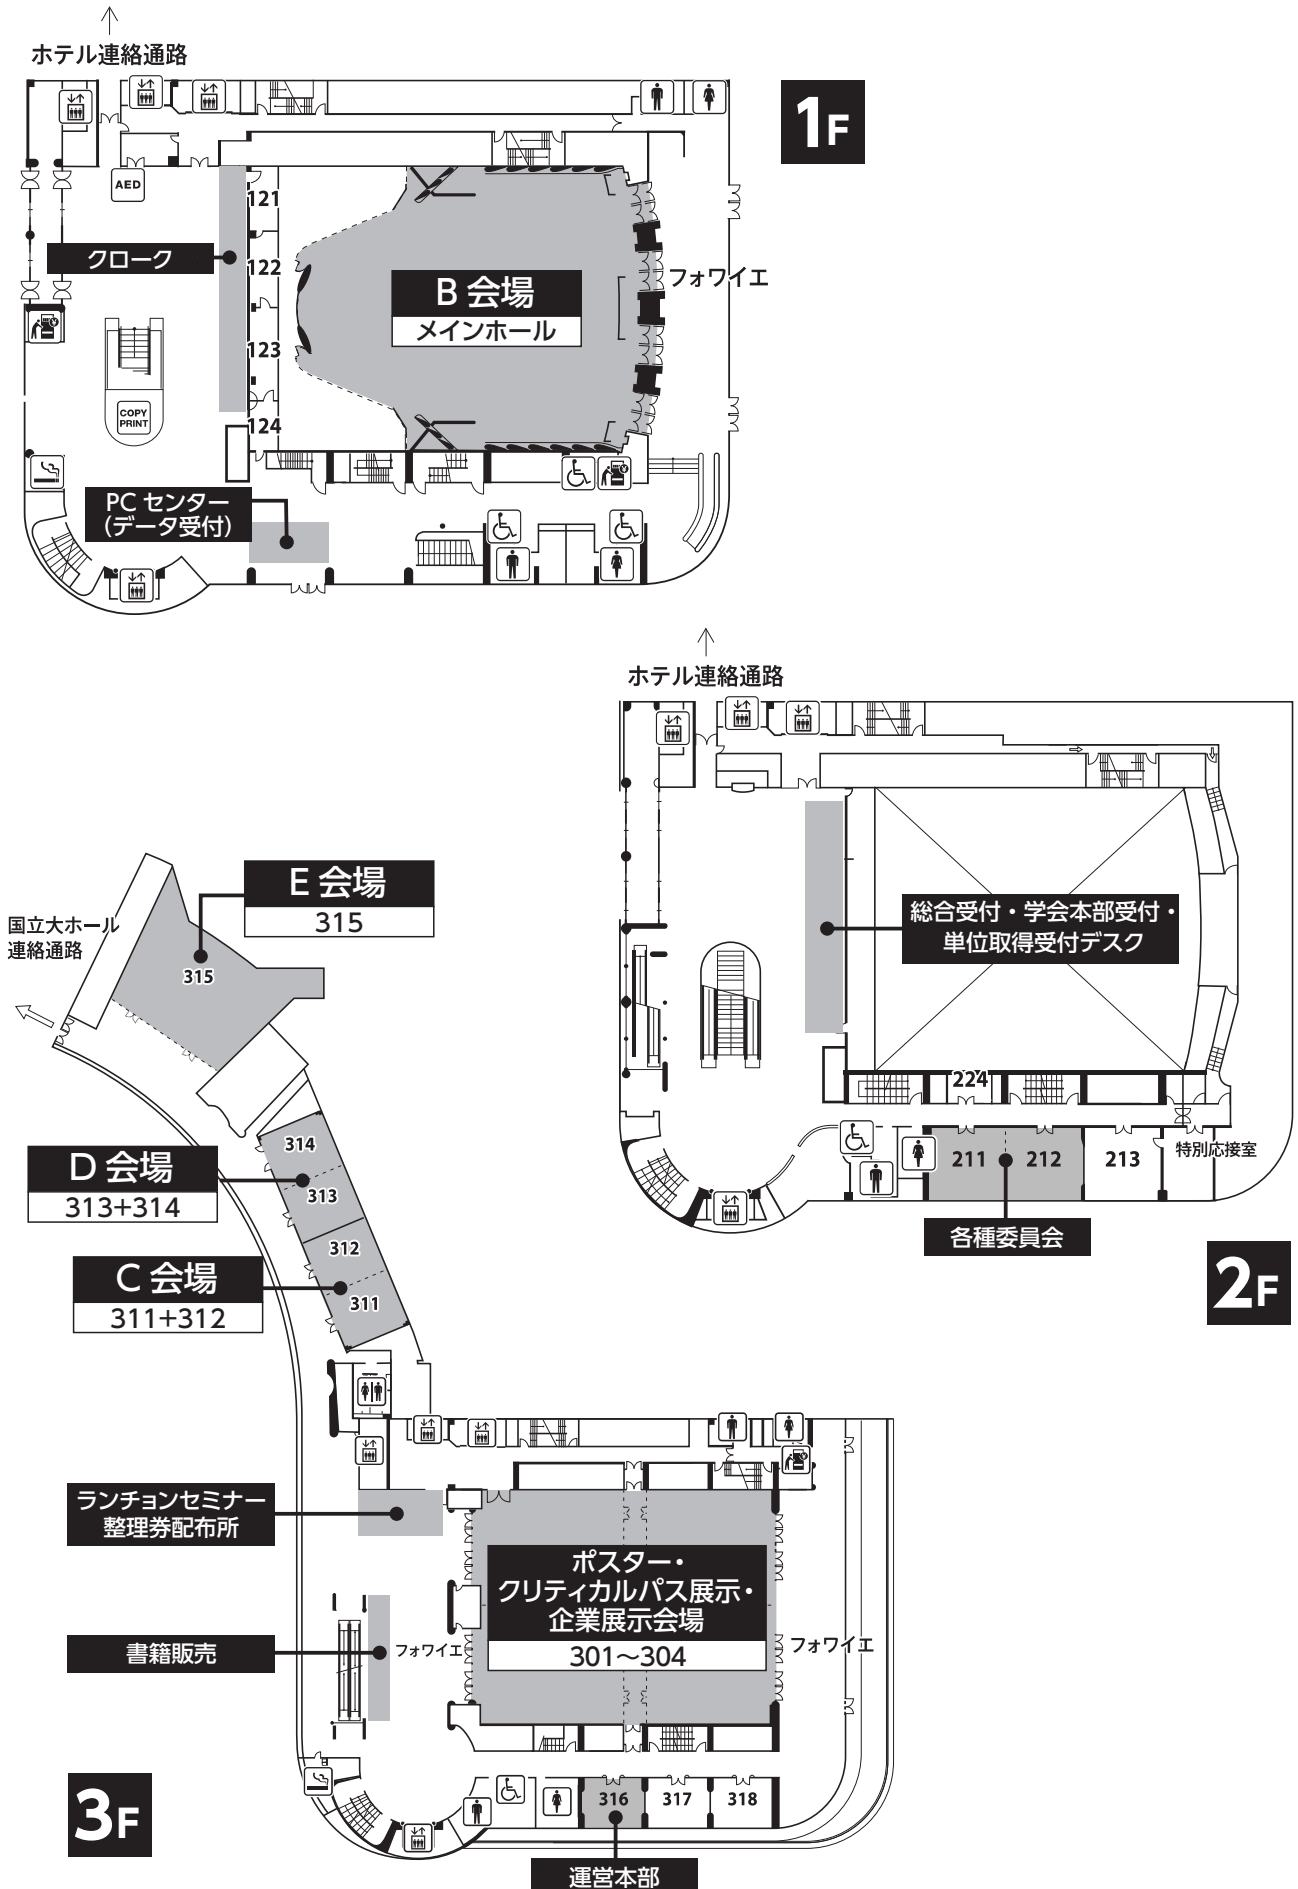 ホテル連絡通路
1F
AED
121
クローク
122
フォワイエ
B 会場
メインホール
123
COPY
PRINT
124
PC センター
（データ受付）
ホテル連絡通路
総合受付・学会本部受付・
単位取得受付デスク
224
211
212
213
特別応接室
各種委員会
2F
E 会場
315
国立大ホール
連絡通路
315
314
D 会場
313+314
313
312
C 会場
311+312
311
ランチョンセミナー
整理券配布所
ポスター・
クリティカルパス展示・
企業展示会場
301～304
書籍販売
フォワイエ
フォワイエ
3F
316
317
318
運営本部